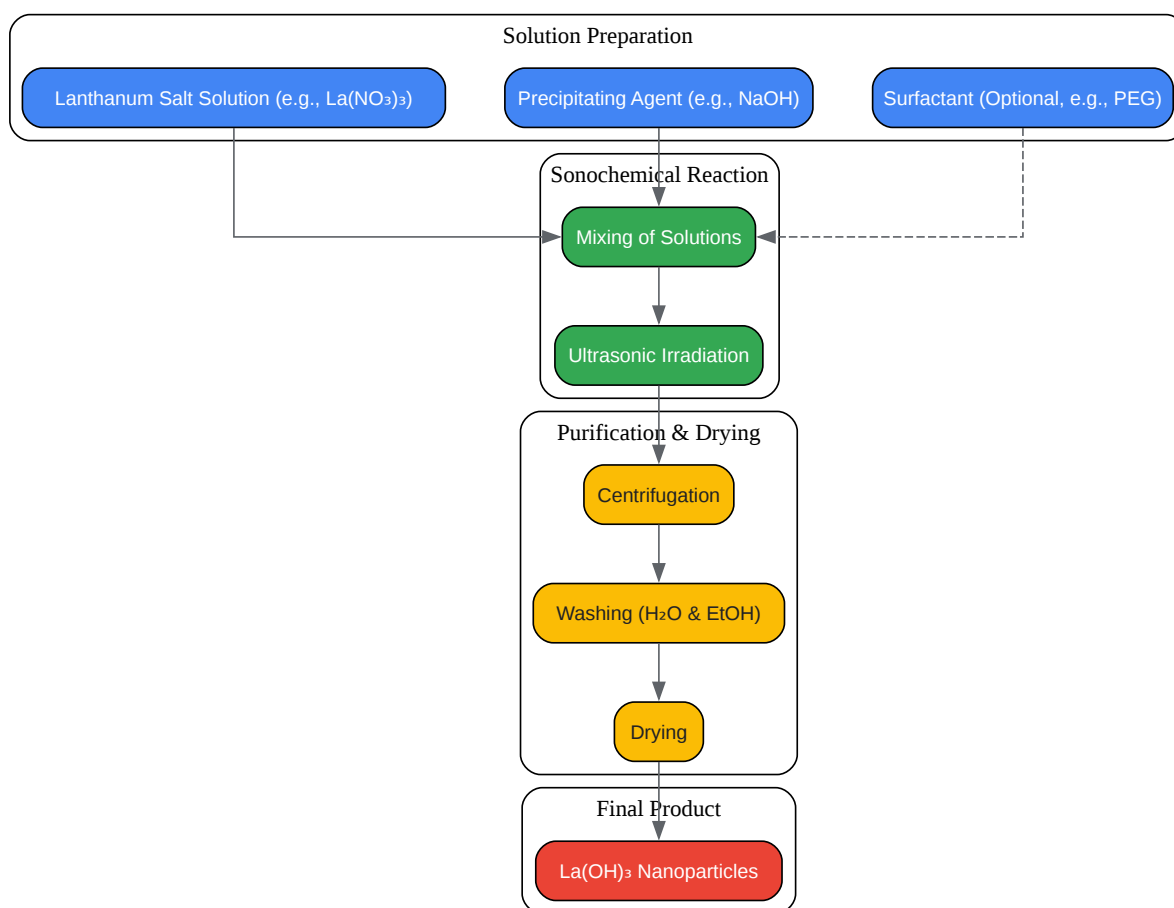 Solution Preparation
Lanthanum Salt Solution (e.g., La(NO₃)₃)
Precipitating Agent (e.g., NaOH)
Surfactant (Optional, e.g., PEG)
Sonochemical Reaction
Mixing of Solutions
Ultrasonic Irradiation
Purification & Drying
Centrifugation
Washing (H₂O & EtOH)
Drying
Final Product
La(OH)₃ Nanoparticles